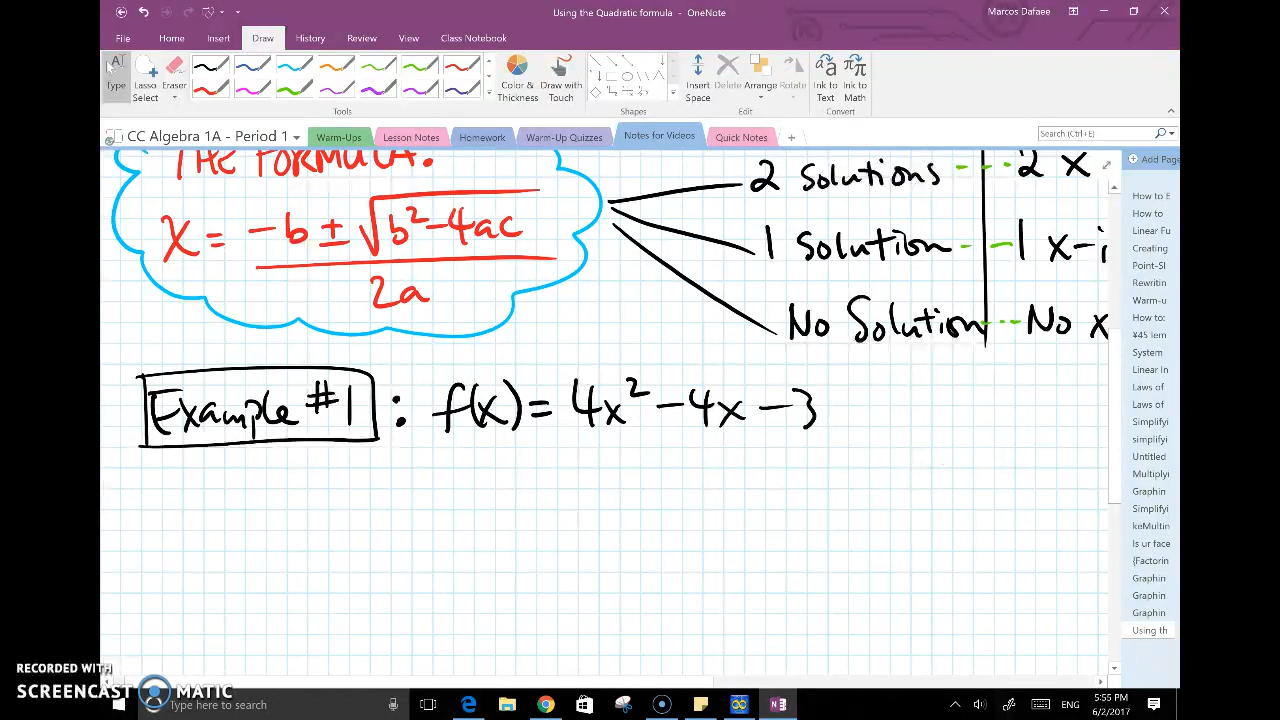 Using the Quadratic formula - OneNote
Marcos Dafaee
File Home Insert Draw History Review View Class Notebook
Type Lasso Select Eraser Color & Thickness Draw with Touch Insert Space Arrange Rotate Ink to Text Ink to Math
Tools Shapes Edit Convert
CC Algebra 1A - Period 1 Warm-Ups Lesson Notes Homework Warm-Up Quizzes Notes for Videos Quick Notes Search (Ctrl+E)
Add Page
THE FORMULA:
x = -b ± √b²-4ac
2a
2 Solutions --- 2 x
1 Solution --- 1 x-i
No Solution --- No x
Example #1 : f(x) = 4x² - 4x - 3
How to E
How to
Linear Fu
Creating
Point-Sl
Rewritin
Warm-u
How to:
¥45 lem
System
Linear In
Laws of
Laws of
Simplifyi
simplifyi
Untitled
Multiplyi
Graphin
Simplifyi
keMultin
Is ur face
{Factorin
Graphin
Graphin
Graphin
Using th
RECORDED WITH
SCREENCAST MATIC
Type here to search
ENG
5:55 PM
6/2/2017